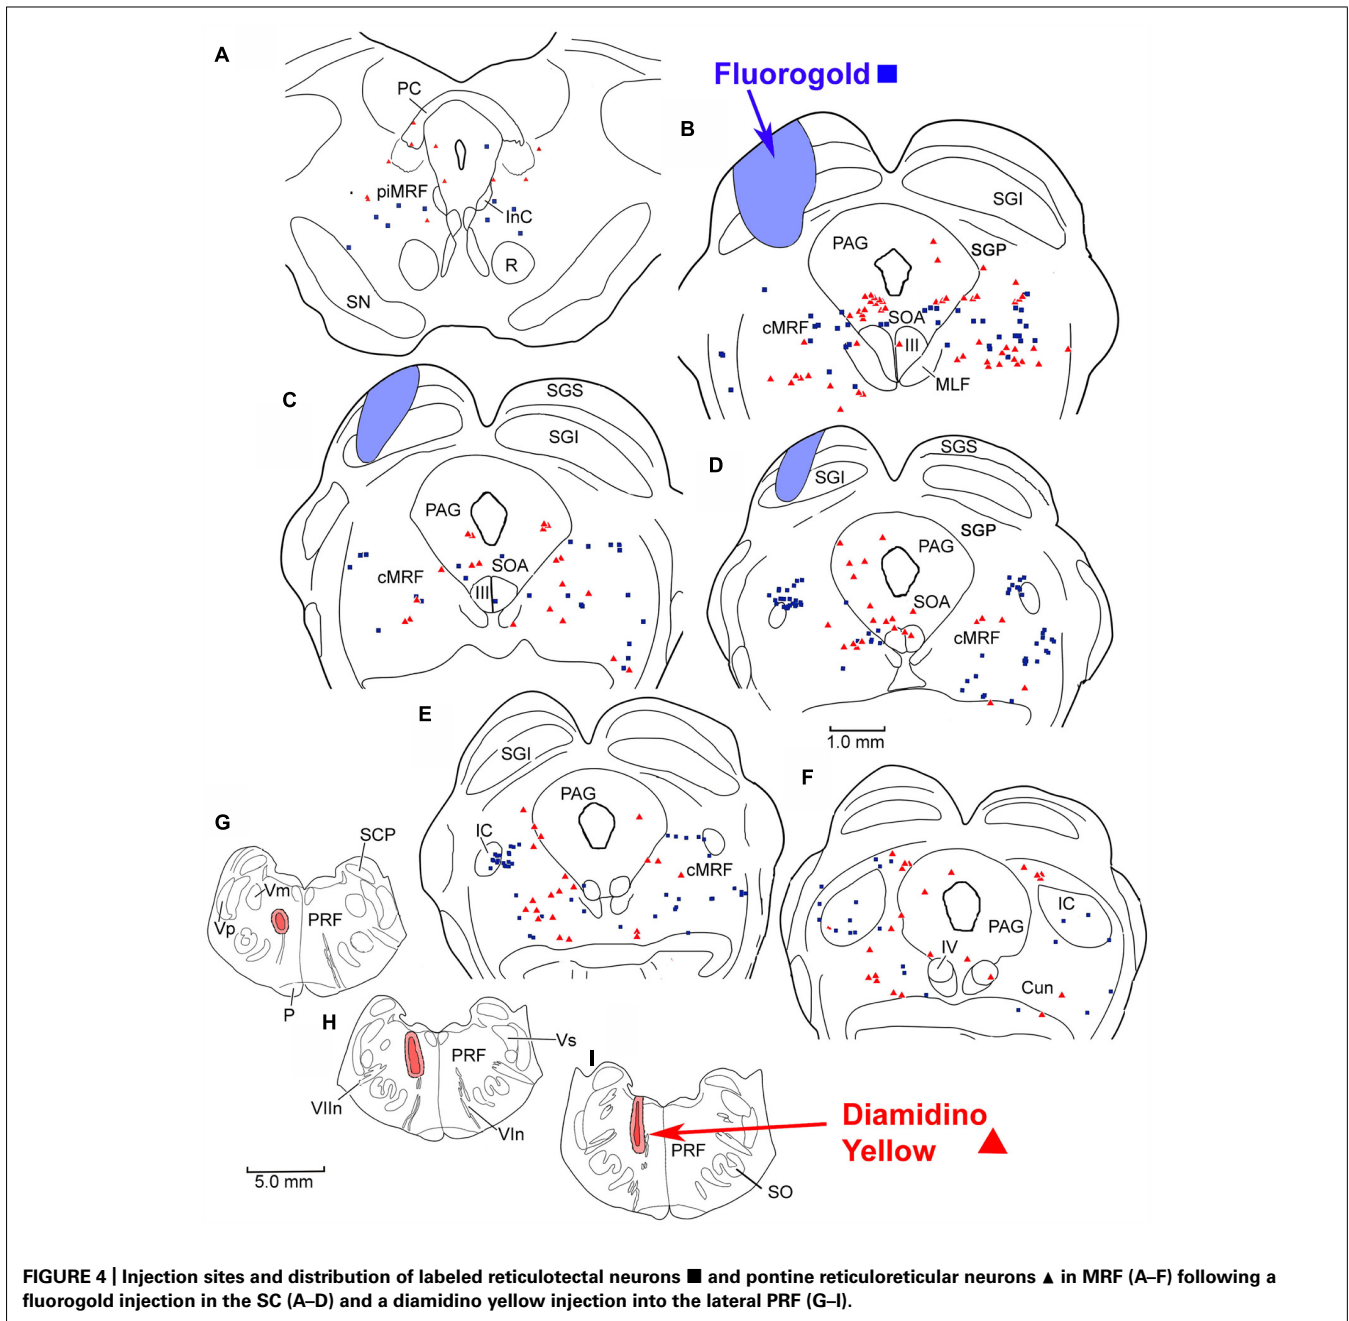 A
PC
piMRF
InC
R
SN
Fluorogold
B
SGI
PAG
SGP
SOA
cMRF
III
MLF
C
SGS
SGI
PAG
SOA
cMRF
III
D
SGS
SGI
SGP
PAG
SOA
cMRF
1.0 mm
E
SGI
PAG
IC
cMRF
F
IC
PAG
IV
Cun
G
SCP
Vm
PRF
Vp
P
H
PRF
Vs
VIIn
VIn
I
PRF
SO
Diamidino
Yellow
5.0 mm
FIGURE 4 | Injection sites and distribution of labeled reticulotectal neurons ■ and pontine reticuloreticular neurons ▲ in MRF (A–F) following a
fluorogold injection in the SC (A–D) and a diamidino yellow injection into the lateral PRF (G–I).